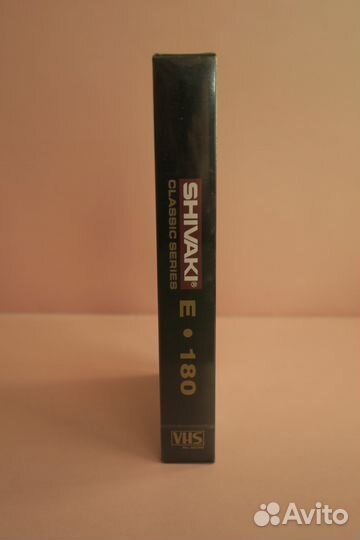 SHIVAKI®
CLASSIC SERIES
E • 180
VHS
Avito